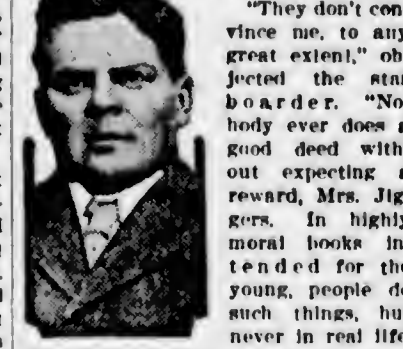 "They don't con
vince me, to any
great extent," ob
jected the star
boarder. "No
body ever does a
good deed with
out expecting a
reward, Mrs. Jig
gers. In highly
moral books in
tended for the
young, people do
such things, but
never in real life